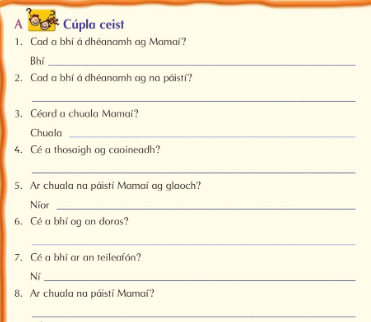 A Cúpla ceist
1. Cad a bhí á dhéanamh ag Mamaí?
Bhí
2. Cad a bhí á dhéanamh ag na páistí?
3. Céard a chuala Mamaí?
Chuala
4. Cé a thosaigh ag caoineadh?
5. Ar chuala na páistí Mamaí ag glaoch?
Níor
6. Cé a bhí ag an doras?
7. Cé a bhí ar an teileafón?
Ní
8. Ar chuala na páistí Mamaí?